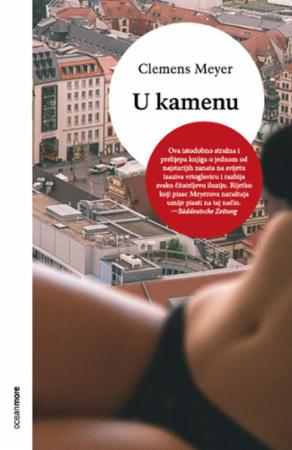 Clemens Meyer
U kamenu
Ova istodobno strašna i
prelijepa knjiga o jednom od
najstarijih zanata na svijetu
izaziva vrtoglavicu i razbija
svaku čitateljevu iluziju. Rijetko
koji pisac Meyerova naraštaja
umije pisati na taj način.
—Süddeutsche Zeitung
oceanmore